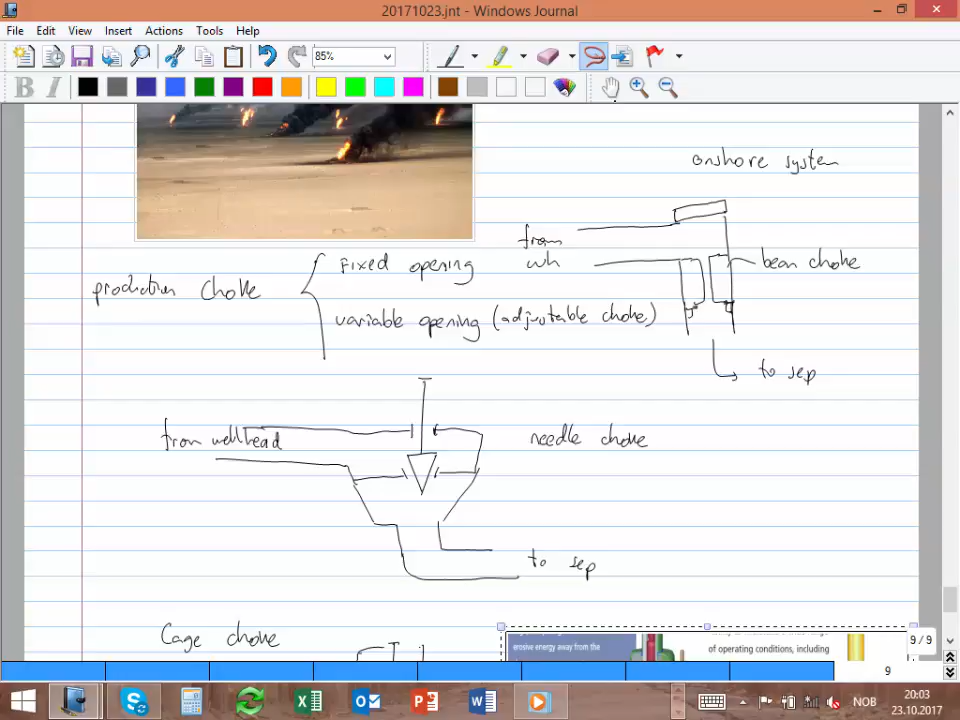 20171023.jnt - Windows Journal
File Edit View Insert Actions Tools Help
85%
B I
onshore system
from
wh
bean choke
production choke
Fixed opening
variable opening (adjustable choke)
to sep
from wellhead
needle choke
to sep
Cage choke
erosive energy away from the
of operating conditions, including
9 / 9
9
NOB
20:03
23.10.2017